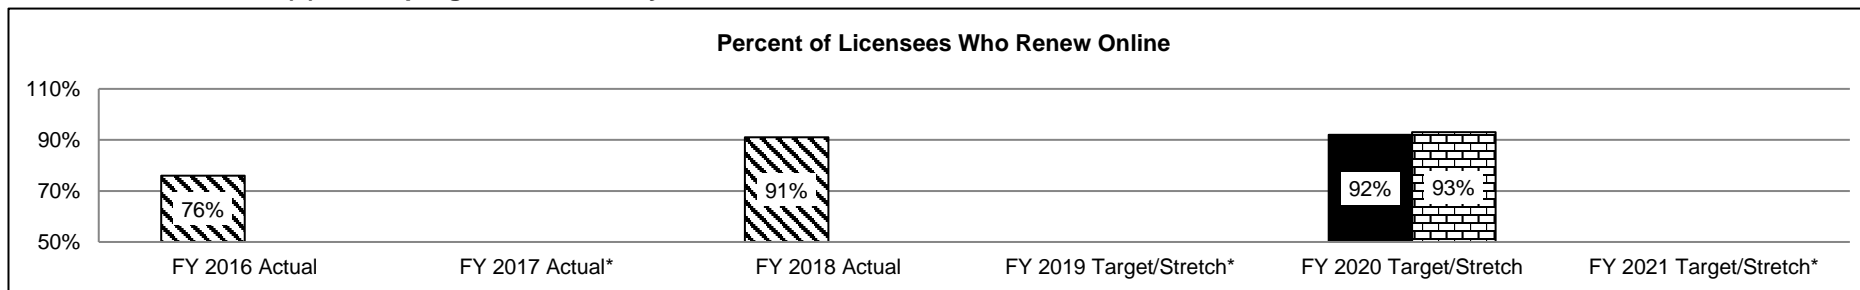 Percent of Licensees Who Renew Online
110%
90%
70%
50%
76%
91%
92%
93%
FY 2016 Actual
FY 2017 Actual*
FY 2018 Actual
FY 2019 Target/Stretch*
FY 2020 Target/Stretch
FY 2021 Target/Stretch*